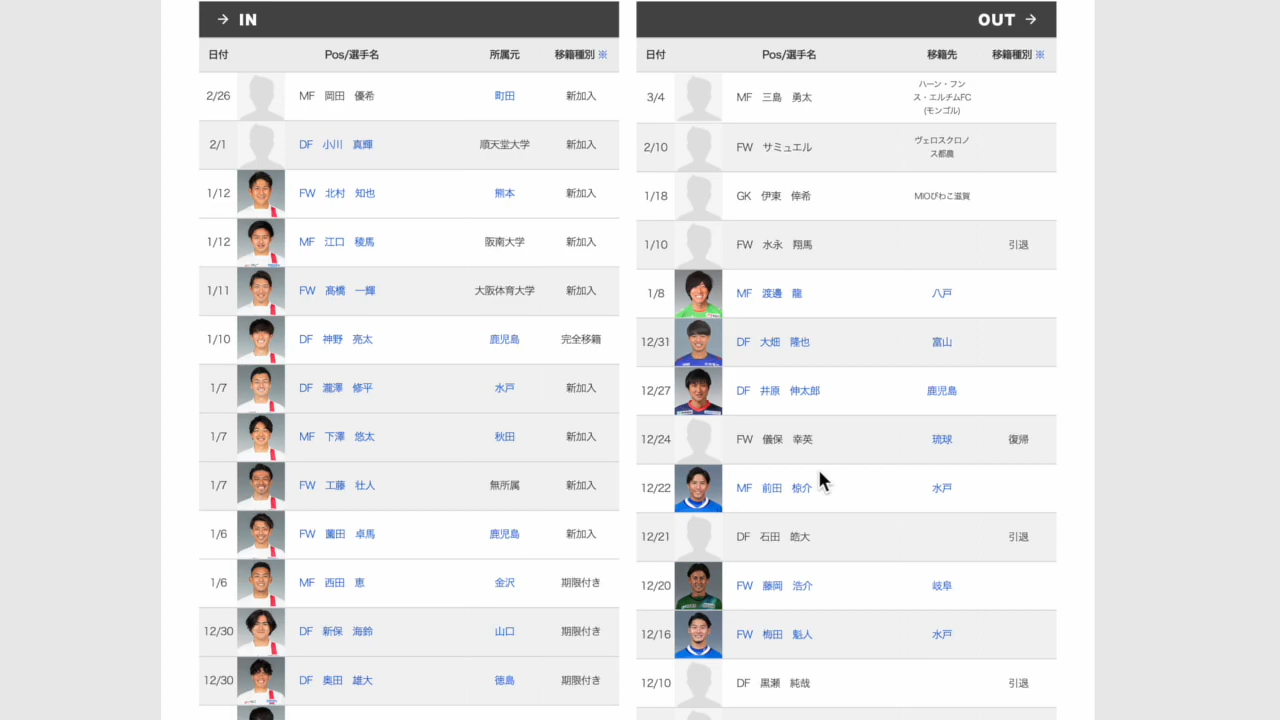 → IN
日付 Pos/選手名 所属元 移籍種別 ※
2/26 MF 岡田 優希 町田 新加入
2/1 DF 小川 真輝 順天堂大学 新加入
1/12 FW 北村 知也 熊本 新加入
1/12 MF 江口 稜馬 阪南大学 新加入
1/11 FW 髙橋 一輝 大阪体育大学 新加入
1/10 DF 神野 亮太 鹿児島 完全移籍
1/7 DF 瀧澤 修平 水戸 新加入
1/7 MF 下澤 悠太 秋田 新加入
1/7 FW 工藤 壮人 無所属 新加入
1/6 FW 薗田 卓馬 鹿児島 新加入
1/6 MF 西田 恵 金沢 期限付き
12/30 DF 新保 海鈴 山口 期限付き
12/30 DF 奥田 雄大 徳島 期限付き
OUT →
日付 Pos/選手名 移籍先 移籍種別 ※
3/4 MF 三島 勇太 ハーン・フン
ス・エルチムFC
(モンゴル)
2/10 FW サミュエル ヴェロスクロノ
ス都農
1/18 GK 伊東 倖希 MIOびわこ滋賀
1/10 FW 水永 翔馬 引退
1/8 MF 渡邊 龍 八戸
12/31 DF 大畑 隆也 富山
12/27 DF 井原 伸太郎 鹿児島
12/24 FW 儀保 幸英 琉球 復帰
12/22 MF 前田 椋介 水戸
12/21 DF 石田 皓大 引退
12/20 FW 藤岡 浩介 岐阜
12/16 FW 梅田 魁人 水戸
12/10 DF 黒瀬 純哉 引退